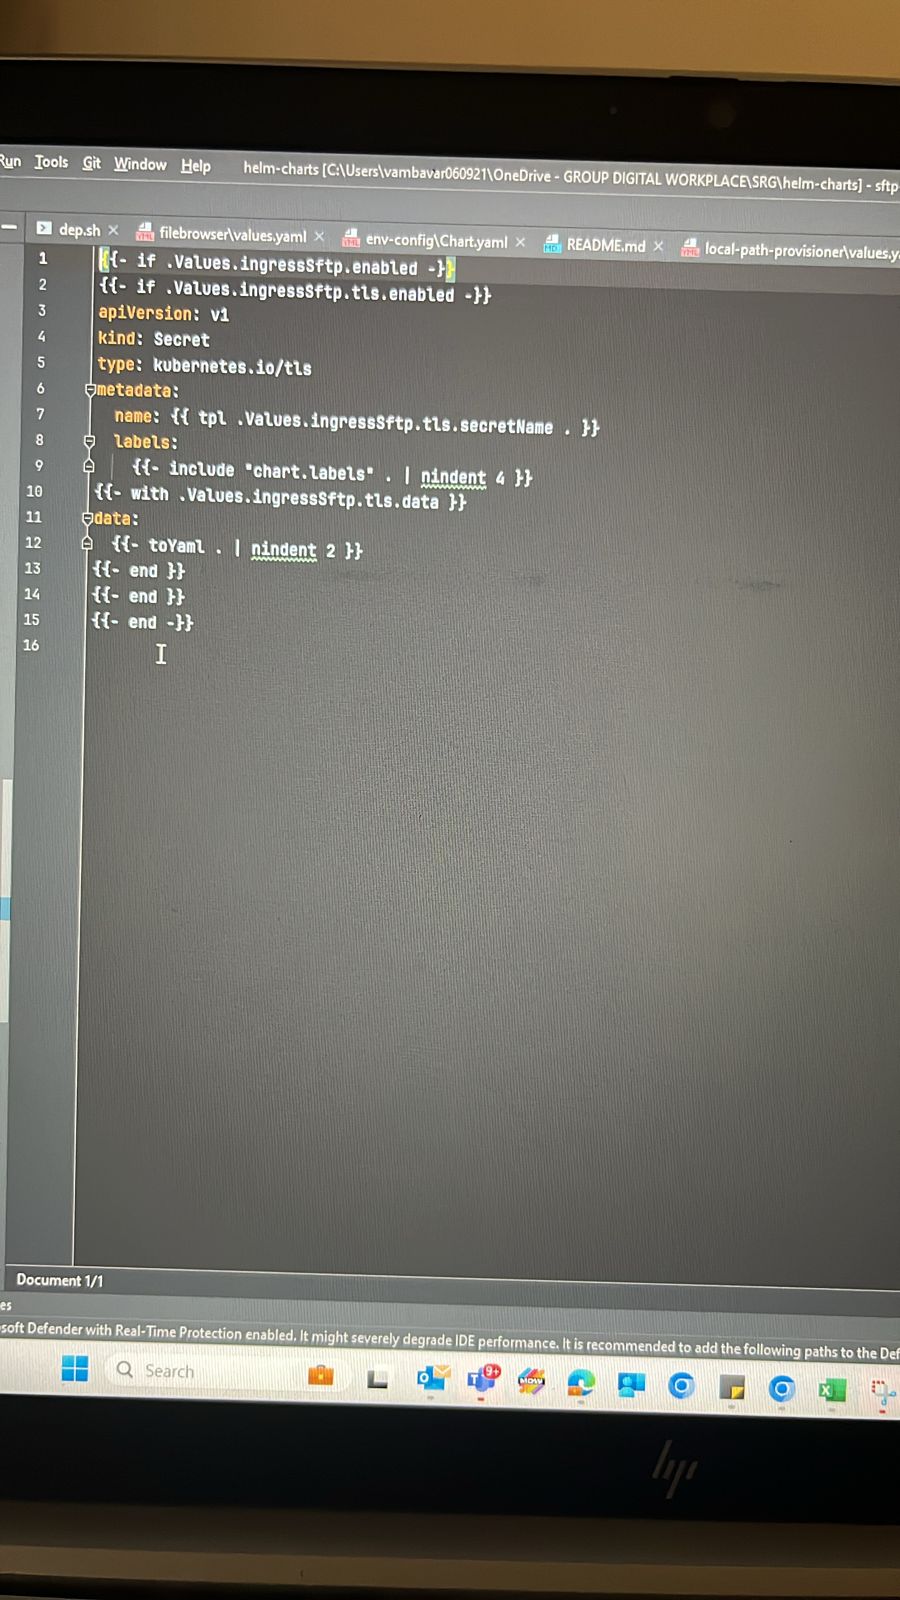 Run Tools Git Window Help helm-charts [C:\Users\vambavar060921\OneDrive - GROUP DIGITAL WORKPLACE\SRG\helm-charts] - sftp-
dep.sh × filebrowser\values.yaml × env-config\Chart.yaml × README.md × local-path-provisioner\values.y
1 {{- if .Values.ingressSftp.enabled -}}
2 {{- if .Values.ingressSftp.tls.enabled -}}
3 apiVersion: v1
4 kind: Secret
5 type: kubernetes.io/tls
6 metadata:
7 name: {{ tpl .Values.ingressSftp.tls.secretName . }}
8 labels:
9 {{- include "chart.labels" . | nindent 4 }}
10 {{- with .Values.ingressSftp.tls.data }}
11 data:
12 {{- toYaml . | nindent 2 }}
13 {{- end }}
14 {{- end }}
15 {{- end -}}
16
Document 1/1
es
soft Defender with Real-Time Protection enabled. It might severely degrade IDE performance. It is recommended to add the following paths to the Def
Search 9+
hp